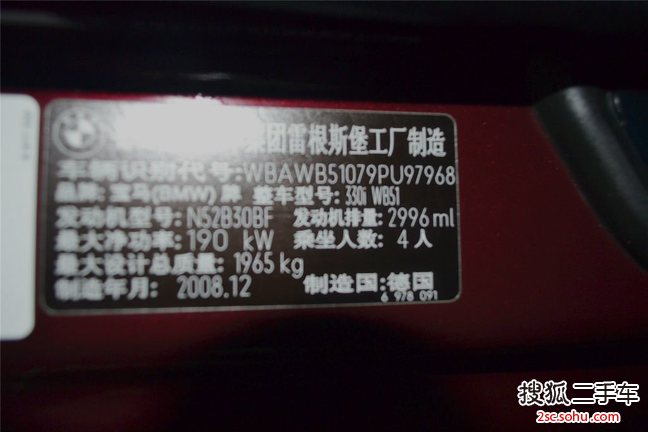 集团雷根斯堡工厂制造
车辆识别代号:WBAWB51079PU97968
品牌: 宝马(BMW) 牌 整车型号: 330i WB51
发动机型号: N52B30BF 发动机排量: 2996 ml
最大净功率: 190 kW 乘坐人数: 4 人
最大设计总质量: 1965 kg
制造年月: 2008.12 制造国: 德国
6 978 091
搜狐二手车
2sc.sohu.com